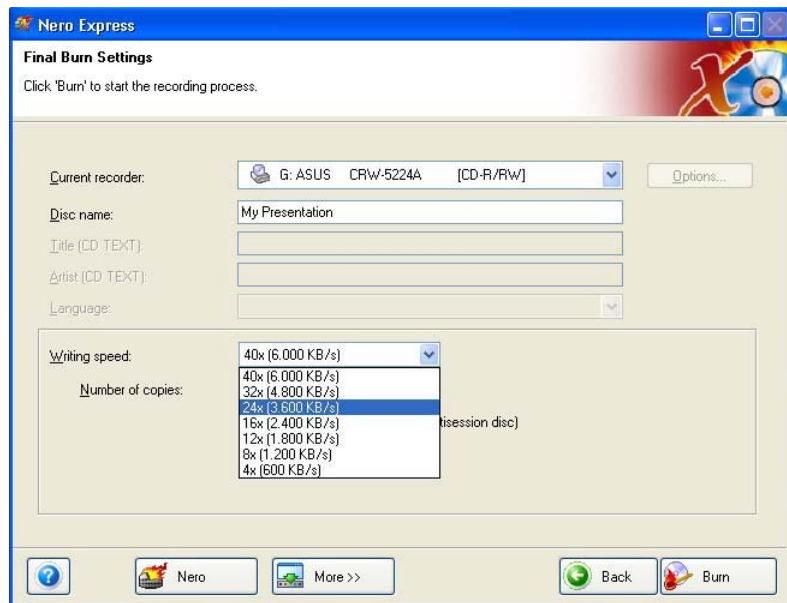 Nero Express
Final Burn Settings
Click 'Burn' to start the recording process.
Current recorder: G: ASUS CRW-5224A [CD-R/RW] Options...
Disc name: My Presentation
Title (CD TEXT):
Artist (CD TEXT):
Language:
Writing speed: 40x (6.000 KB/s)
40x (6.000 KB/s)
Number of copies: 32x (4.800 KB/s)
24x (3.600 KB/s)
16x (2.400 KB/s) tisession disc)
12x (1.800 KB/s)
8x (1.200 KB/s)
4x (600 KB/s)
Nero More >> Back Burn